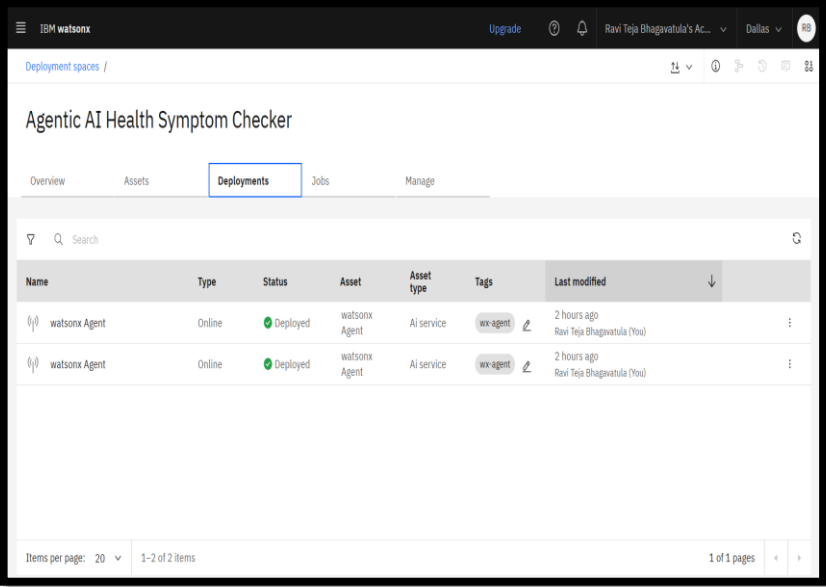 IBM watsonx Upgrade Ravi Teja Bhagavatula's Ac... Dallas RB
Deployment spaces /
Agentic AI Health Symptom Checker
Overview Assets Deployments Jobs Manage
Search
Name Type Status Asset Asset type Tags Last modified
watsonx Agent Online Deployed watsonx Agent Ai service wx-agent 2 hours ago
Ravi Teja Bhagavatula (You)
watsonx Agent Online Deployed watsonx Agent Ai service wx-agent 2 hours ago
Ravi Teja Bhagavatula (You)
Items per page: 20 1–2 of 2 items 1 of 1 pages